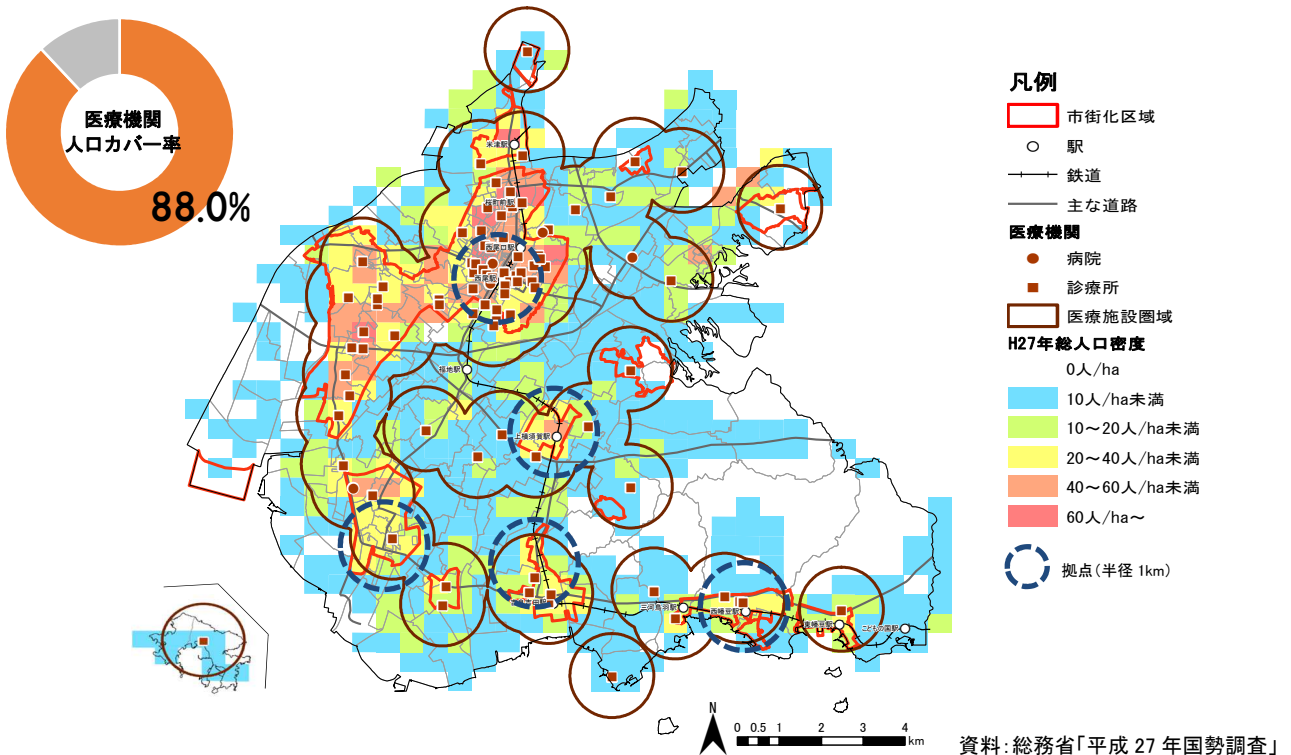 医療機関
人口カバー率
88.0%
米津駅
桜町前駅
西尾口駅
西尾駅
福地駅
上横須賀駅
三河鳥羽駅
西幡豆駅
東幡豆駅
こどもの国駅
凡例
市街化区域
駅
鉄道
主な道路
医療機関
病院
診療所
医療施設圏域
H27年総人口密度
0人/ha
10人/ha未満
10～20人/ha未満
20～40人/ha未満
40～60人/ha未満
60人/ha～
拠点(半径 1km)
N
0 0.5 1 2 3 4
km
資料:総務省「平成 27 年国勢調査」